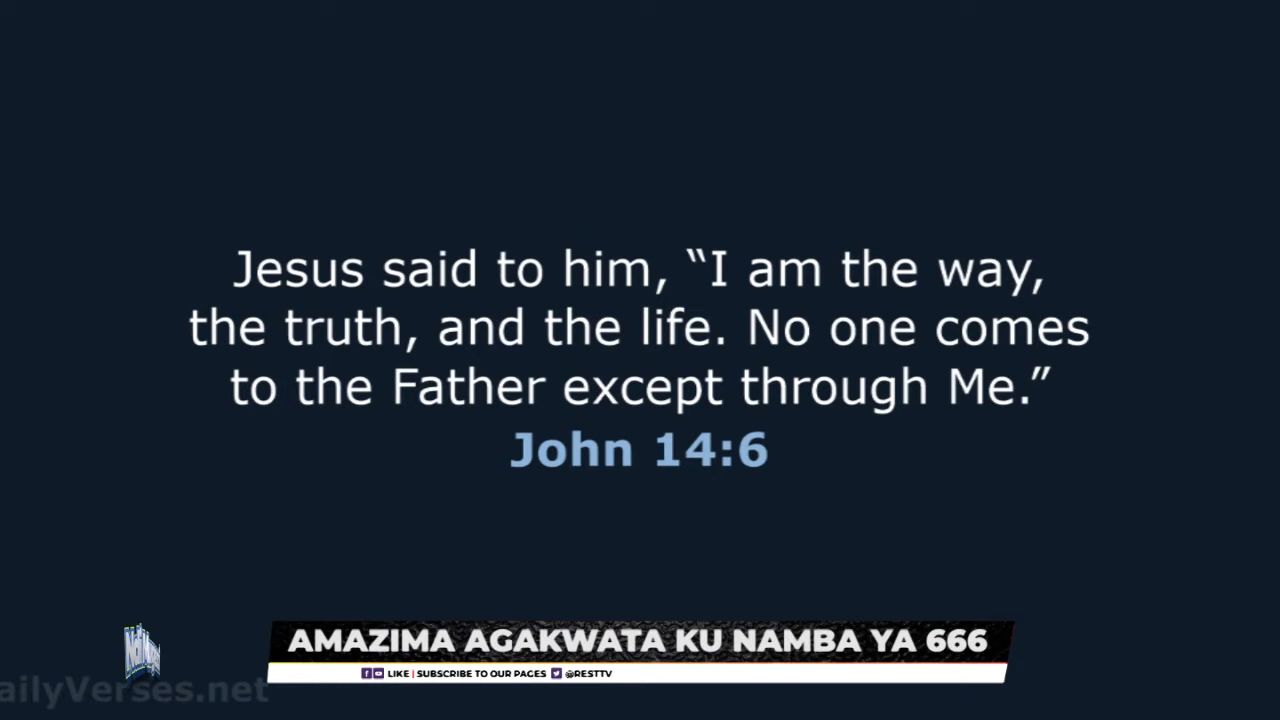 Jesus said to him, “I am the way,
the truth, and the life. No one comes
to the Father except through Me.”
John 14:6
AMAZIMA AGAKWATA KU NAMBA YA 666
LIKE | SUBSCRIBE TO OUR PAGES @RESTTV
ailyVerses.net